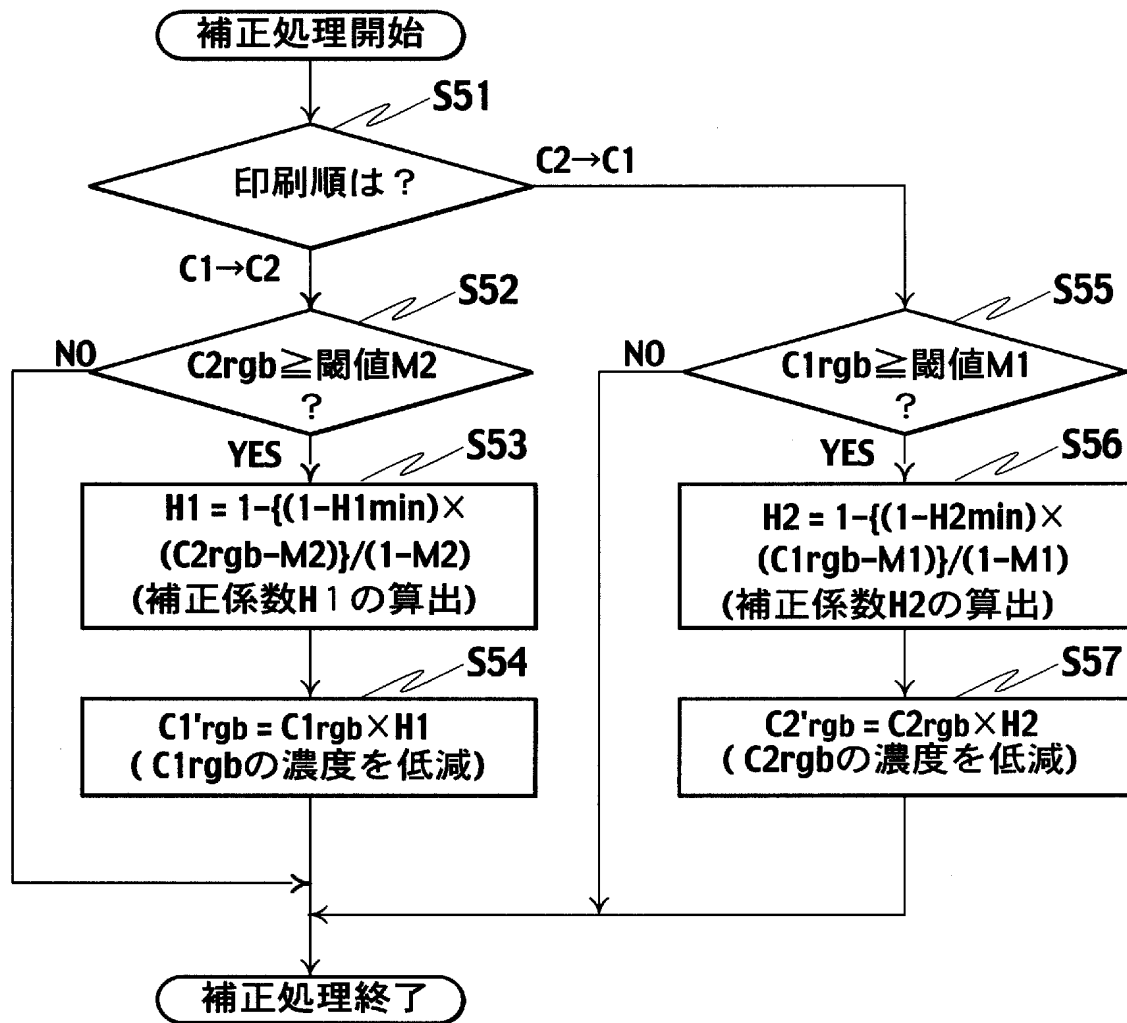 補正処理開始
S51
印刷順は？
C2→C1
C1→C2
S52
NO
C2rgb≧閾値M2
？
YES
S53
H1 = 1-{(1-H1min)×
(C2rgb-M2)}/(1-M2)
(補正係数H１の算出)
S54
C1'rgb = C1rgb×H1
( C1rgbの濃度を低減)
S55
NO
C1rgb≧閾値M1
？
YES
S56
H2 = 1-{(1-H2min)×
(C1rgb-M1)}/(1-M1)
(補正係数H2の算出)
S57
C2'rgb = C2rgb×H2
( C2rgbの濃度を低減)
補正処理終了